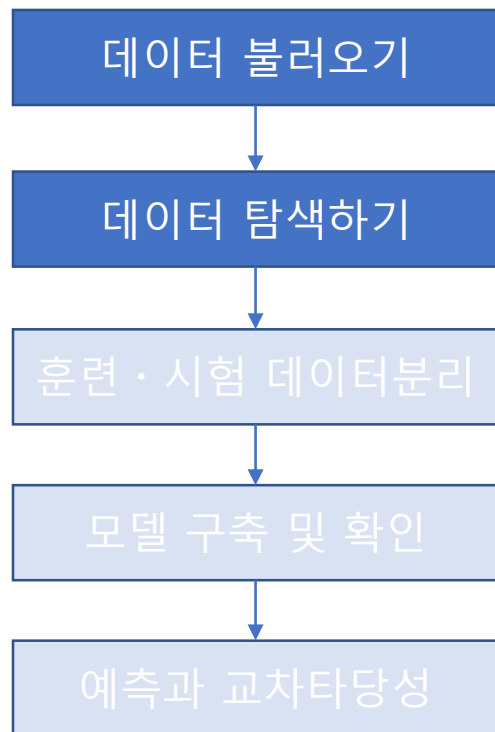 데이터 불러오기
데이터 탐색하기
훈련 · 시험 데이터분리
모델 구축 및 확인
예측과 교차타당성